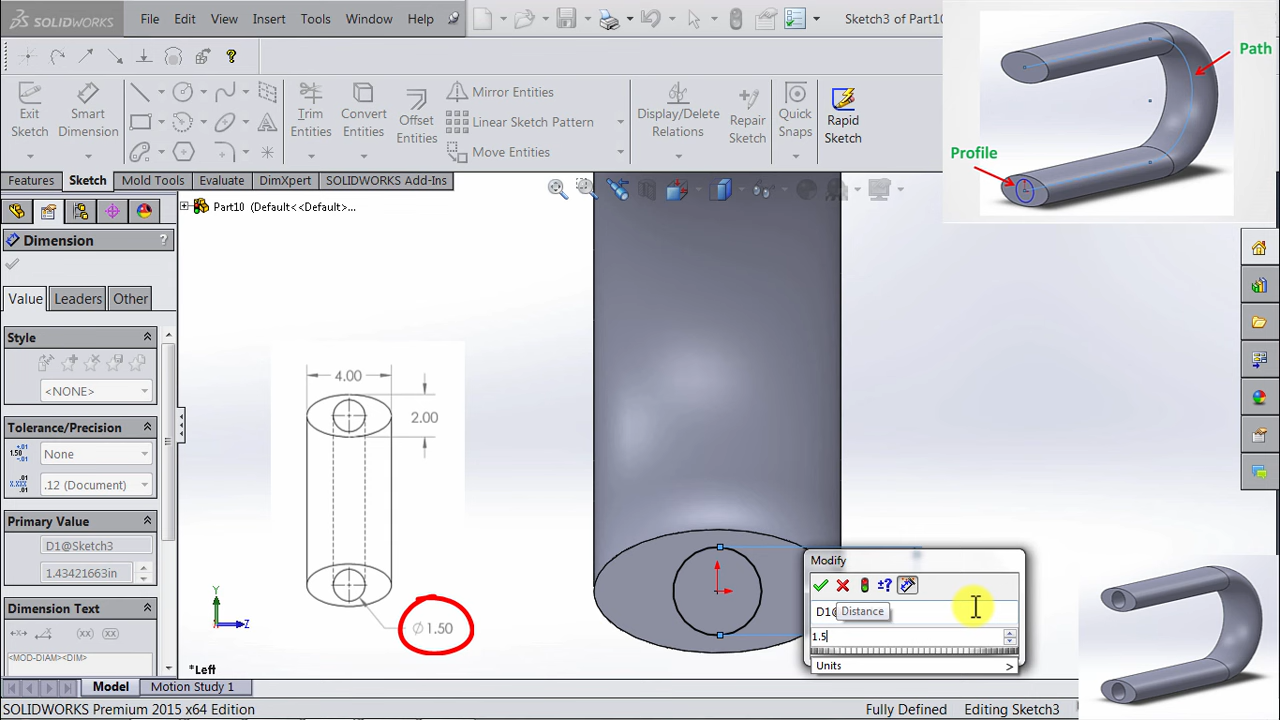 SOLIDWORKS
File Edit View Insert Tools Window Help
Sketch3 of Part10
Exit Sketch
Smart Dimension
Trim Entities
Convert Entities
Offset Entities
Mirror Entities
Linear Sketch Pattern
Move Entities
Display/Delete Relations
Repair Sketch
Quick Snaps
Rapid Sketch
Features Sketch Mold Tools Evaluate DimXpert SOLIDWORKS Add-Ins
Path
Profile
Part10 (Default<<Default>...
Dimension ?
Value Leaders Other
Style
<NONE>
Tolerance/Precision
None
.12 (Document)
Primary Value
D1@Sketch3
1.43421663in
Dimension Text
<MOD-DIAM><DIM>
4.00
2.00
∅1.50
Y
Z
*Left
Modify
D1@
Distance
1.5
Units >
Model Motion Study 1
SOLIDWORKS Premium 2015 x64 Edition
Fully Defined
Editing Sketch3